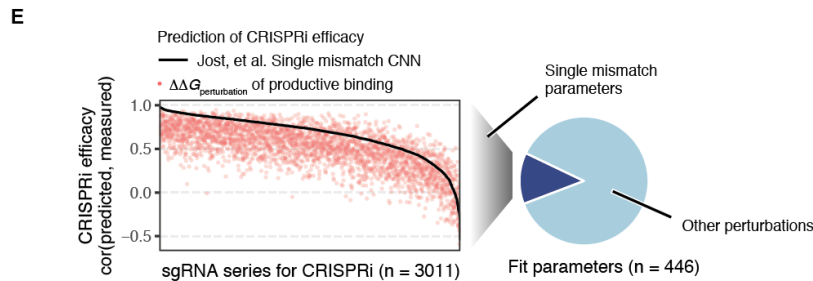 E
Prediction of CRISPRi efficacy
Jost, et al. Single mismatch CNN
ΔΔGperturbation of productive binding
CRISPRi efficacy
cor(predicted, measured)
1.0
0.5
0.0
−0.5
sgRNA series for CRISPRi (n = 3011)
Single mismatch
parameters
Other perturbations
Fit parameters (n = 446)